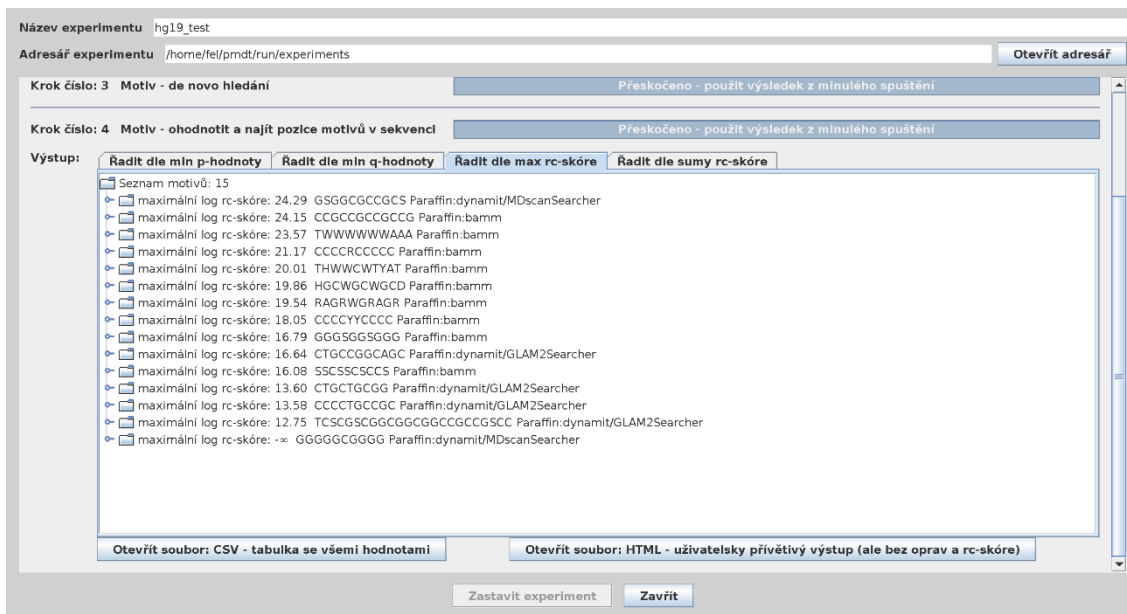 Název experimentu hg19_test
Adresář experimentu /home/fel/pmdt/run/experiments Otevřít adresář
Krok číslo: 3 Motiv - de novo hledání Přeskočeno - použit výsledek z minulého spuštění
Krok číslo: 4 Motiv - ohodnotit a najít pozice motivů v sekvenci Přeskočeno - použit výsledek z minulého spuštění
Výstup: Řadit dle min p-hodnoty Řadit dle min q-hodnoty Řadit dle max rc-skóre Řadit dle sumy rc-skóre
Seznam motivů: 15
maximální log rc-skóre: 24.29 GSGGCGCCGCS Paraffin:dynamit/MDscanSearcher
maximální log rc-skóre: 24.15 CCGCCGCCGCCG Paraffin:bamm
maximální log rc-skóre: 23.57 TWWWWWWAAA Paraffin:bamm
maximální log rc-skóre: 21.17 CCCCRCCCCC Paraffin:bamm
maximální log rc-skóre: 20.01 THWWCWTYAT Paraffin:bamm
maximální log rc-skóre: 19.86 HGCWGCWGCD Paraffin:bamm
maximální log rc-skóre: 19.54 RAGRWGRAGR Paraffin:bamm
maximální log rc-skóre: 18.05 CCCCYYCCCC Paraffin:bamm
maximální log rc-skóre: 16.79 GGGSGGSGGG Paraffin:bamm
maximální log rc-skóre: 16.64 CTGCCGGCAGC Paraffin:dynamit/GLAM2Searcher
maximální log rc-skóre: 16.08 SSCSSCSCCS Paraffin:bamm
maximální log rc-skóre: 13.60 CTGCTGCGG Paraffin:dynamit/GLAM2Searcher
maximální log rc-skóre: 13.58 CCCCTGCCGC Paraffin:dynamit/GLAM2Searcher
maximální log rc-skóre: 12.75 TCSCGSCGGCGGCGGCCGCCGSCC Paraffin:dynamit/GLAM2Searcher
maximální log rc-skóre: -∞ GGGGGCGGGG Paraffin:dynamit/MDscanSearcher
Otevřít soubor: CSV - tabulka se všemi hodnotami Otevřít soubor: HTML - uživatelsky přívětivý výstup (ale bez oprav a rc-skóre)
Zastavit experiment Zavřít